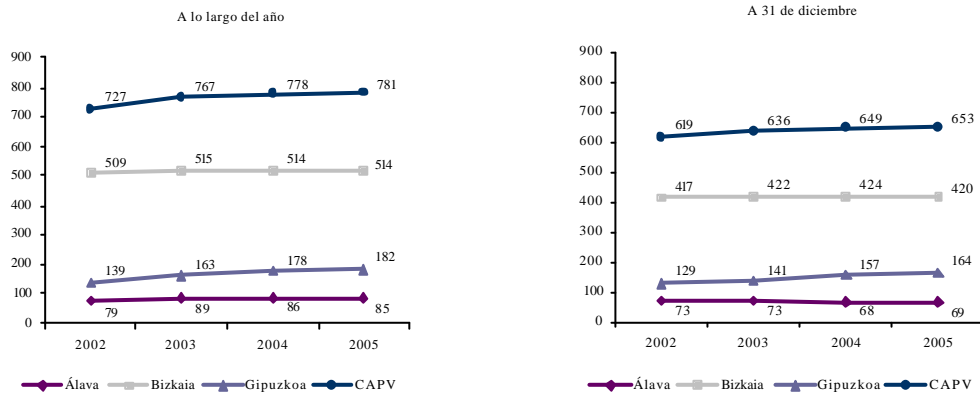 A lo largo del año
900
800
700
600
500
400
300
200
100
0
727 767 778 781
509 515 514 514
139 163 178 182
79 89 86 85
2002 2003 2004 2005
Álava Bizkaia Gipuzkoa CAPV
A 31 de diciembre
900
800
700
600
500
400
300
200
100
0
619 636 649 653
417 422 424 420
129 141 157 164
73 73 68 69
2002 2003 2004 2005
Álava Bizkaia Gipuzkoa CAPV